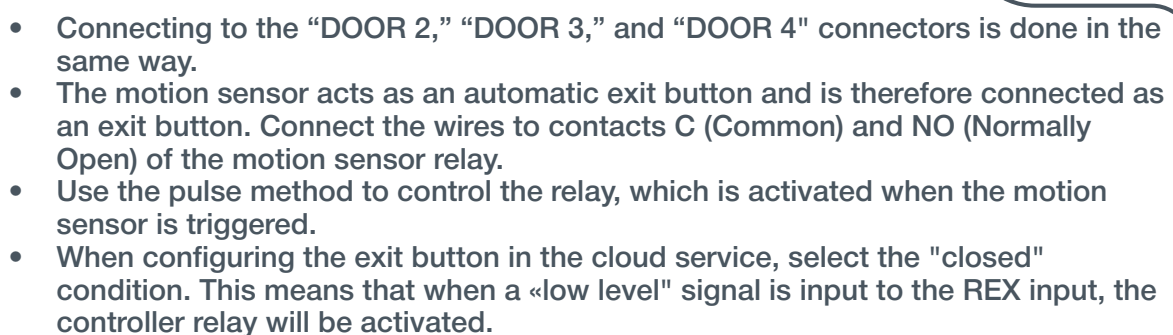 • Connecting to the “DOOR 2,” “DOOR 3,” and “DOOR 4" connectors is done in the
same way.
• The motion sensor acts as an automatic exit button and is therefore connected as
an exit button. Connect the wires to contacts C (Common) and NO (Normally
Open) of the motion sensor relay.
• Use the pulse method to control the relay, which is activated when the motion
sensor is triggered.
• When configuring the exit button in the cloud service, select the "closed"
condition. This means that when a «low level" signal is input to the REX input, the
controller relay will be activated.